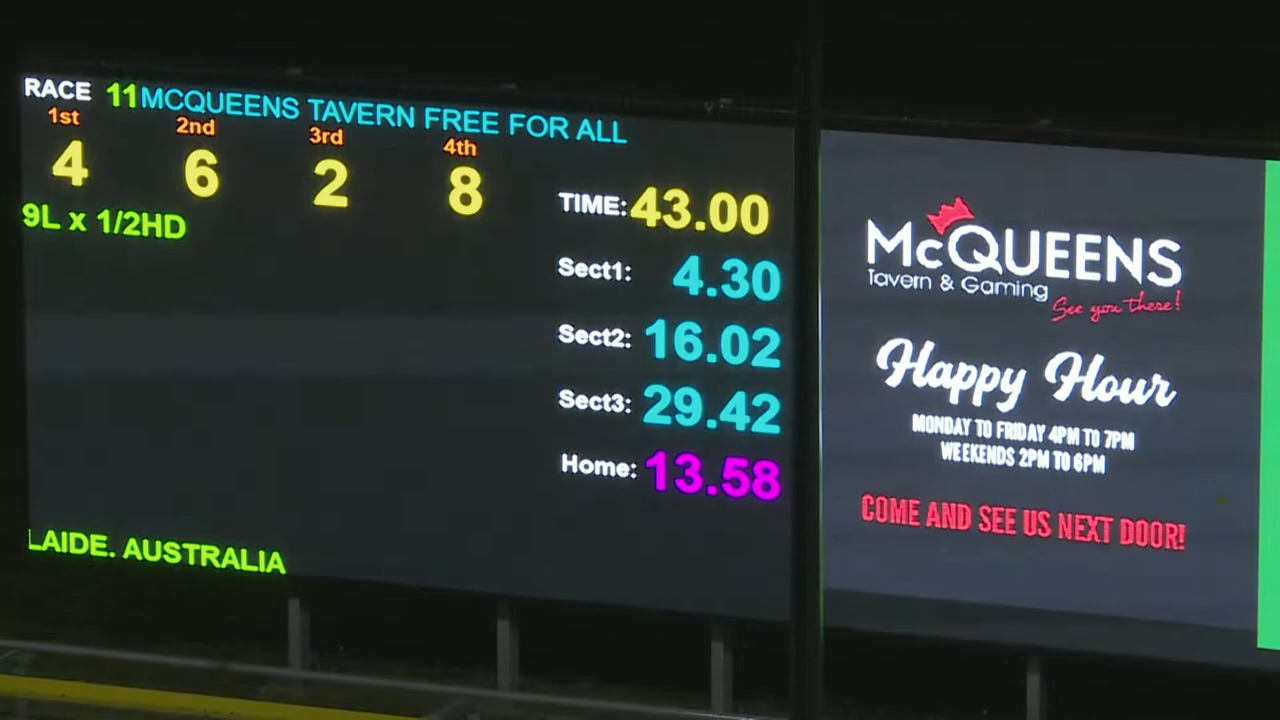 RACE 11 MCQUEENS TAVERN FREE FOR ALL
1st 2nd 3rd 4th
4 6 2 8
9L x 1/2HD
TIME: 43.00
Sect1: 4.30
Sect2: 16.02
Sect3: 29.42
Home: 13.58
LAIDE. AUSTRALIA
McQUEENS
Tavern & Gaming
See you there!
Happy Hour
MONDAY TO FRIDAY 4PM TO 7PM
WEEKENDS 2PM TO 6PM
COME AND SEE US NEXT DOOR!